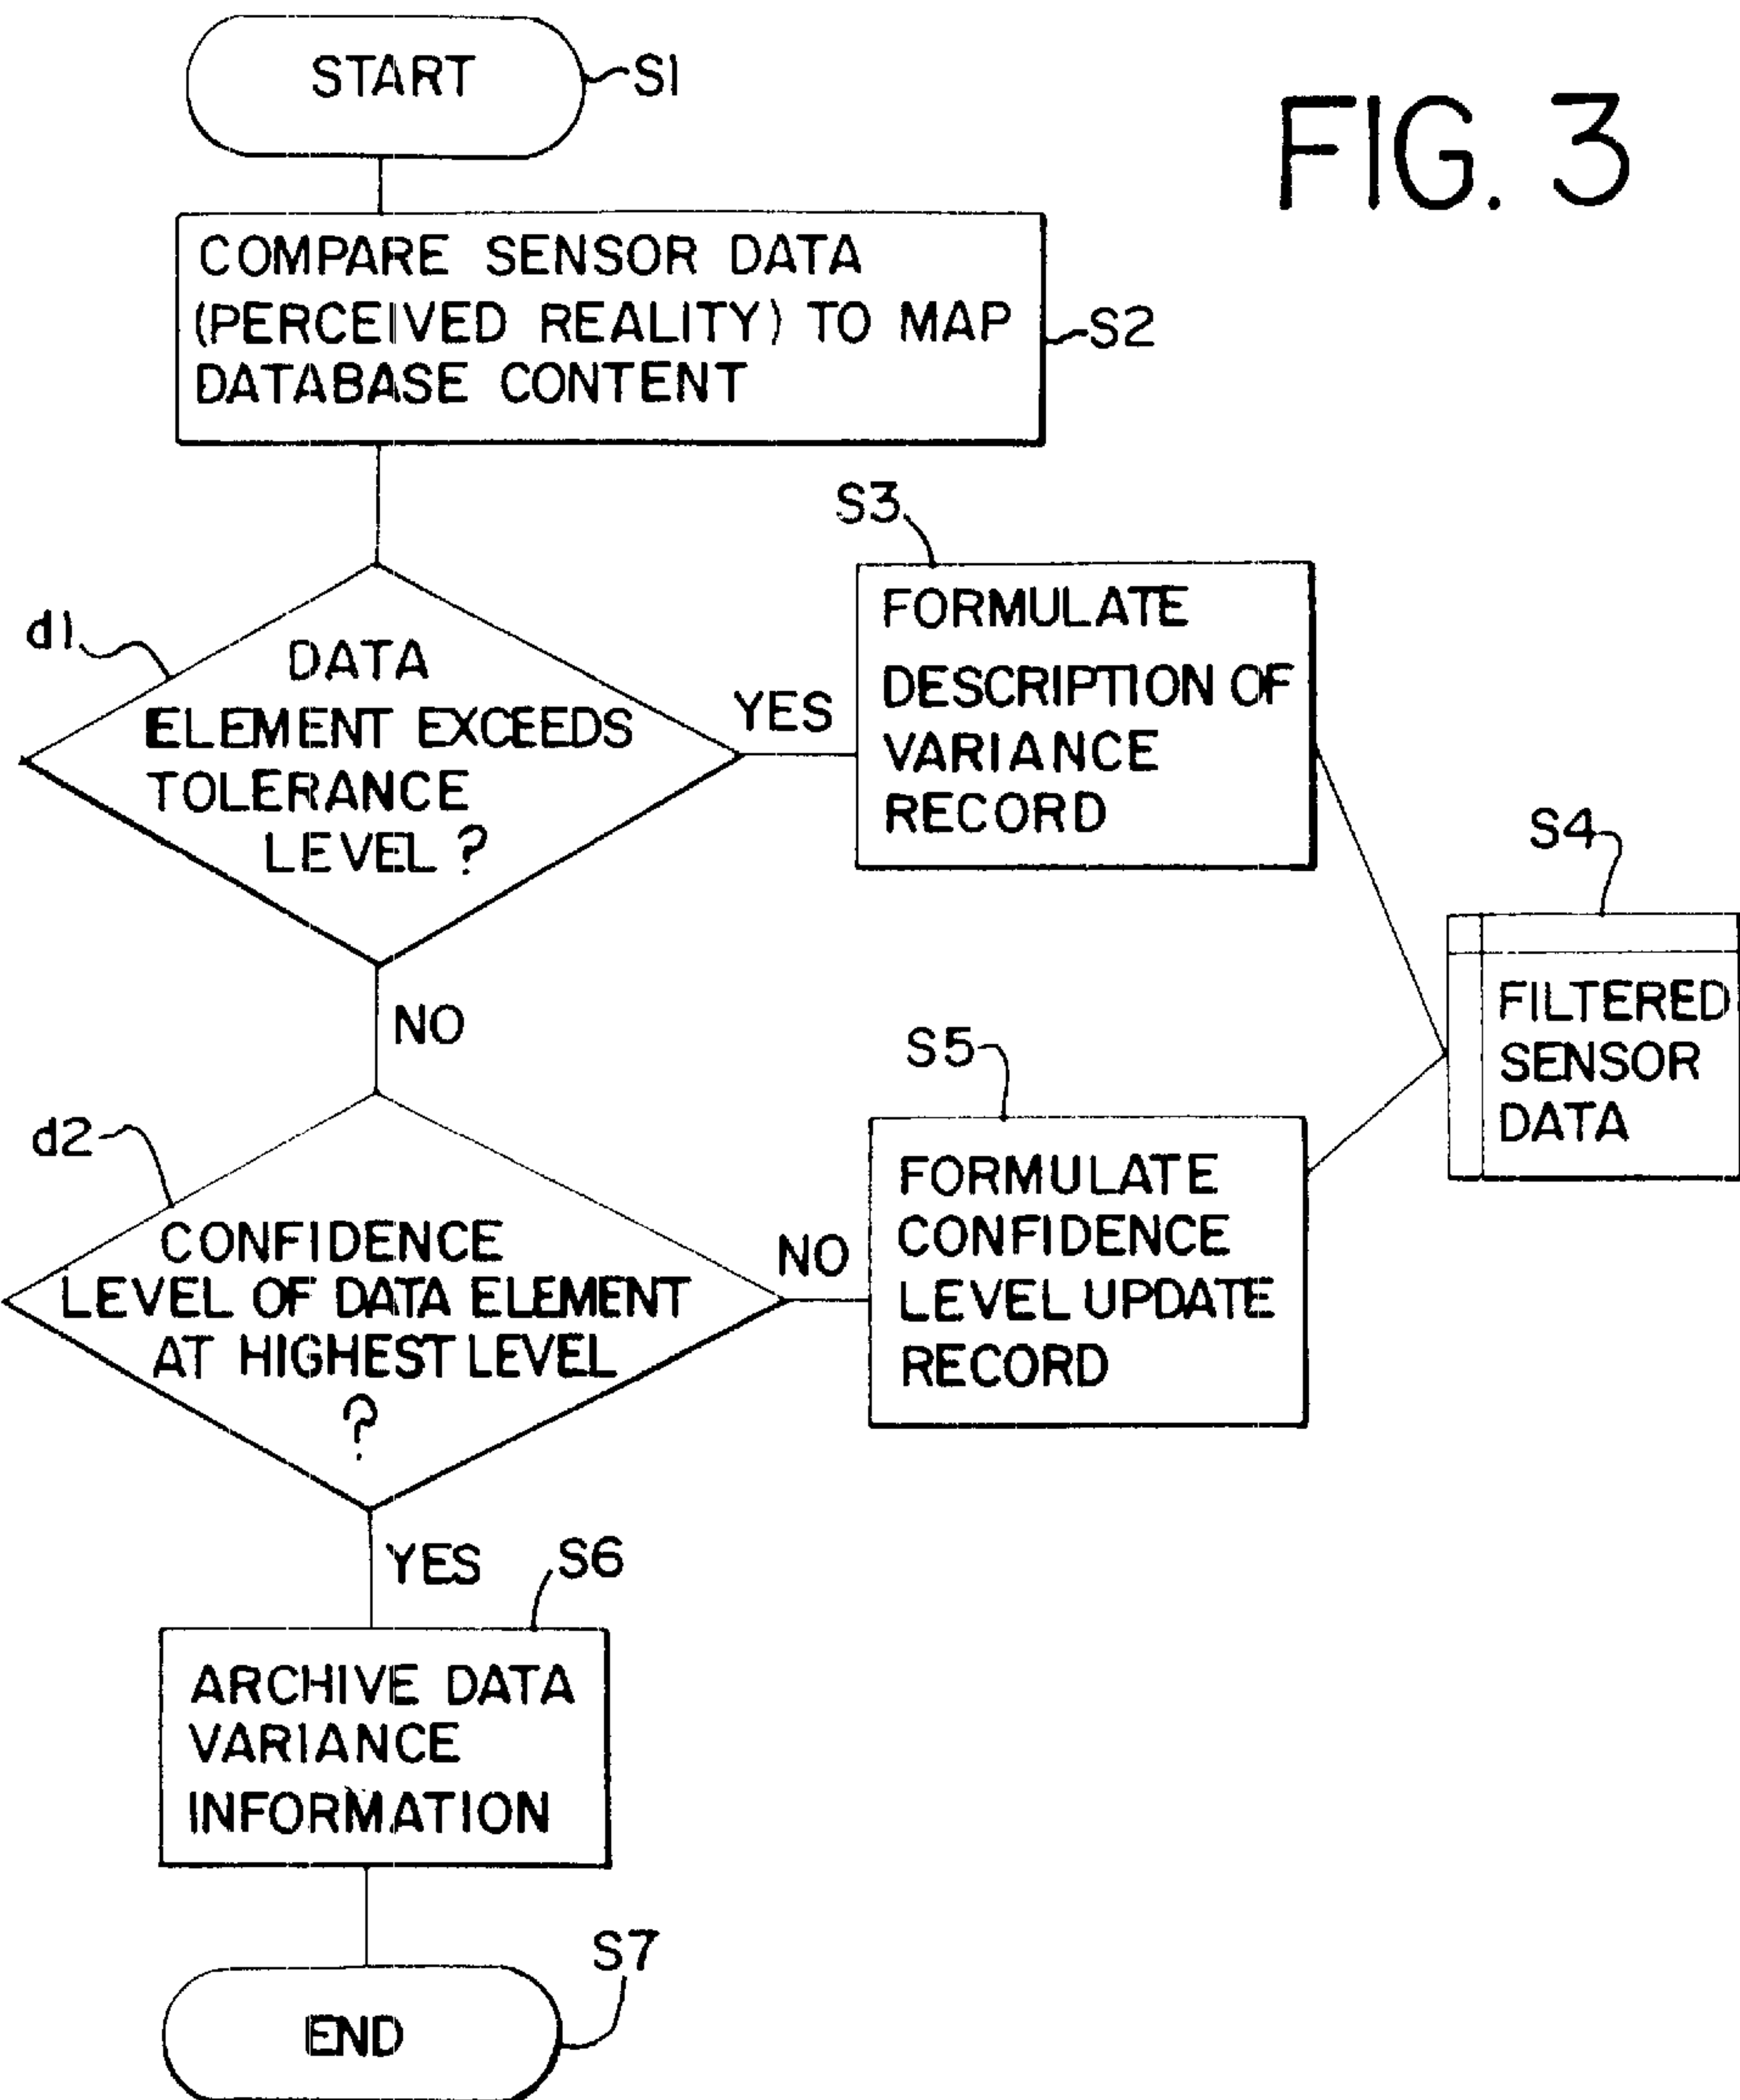 FIG. 3
START
S1
COMPARE SENSOR DATA
(PERCEIVED REALITY) TO MAP
DATABASE CONTENT
S2
d1
DATA
ELEMENT EXCEEDS
TOLERANCE
LEVEL ?
YES
S3
FORMULATE
DESCRIPTION OF
VARIANCE
RECORD
S4
FILTERED
SENSOR
DATA
NO
d2
CONFIDENCE
LEVEL OF DATA ELEMENT
AT HIGHEST LEVEL
?
NO
S5
FORMULATE
CONFIDENCE
LEVEL UPDATE
RECORD
YES
S6
ARCHIVE DATA
VARIANCE
INFORMATION
S7
END